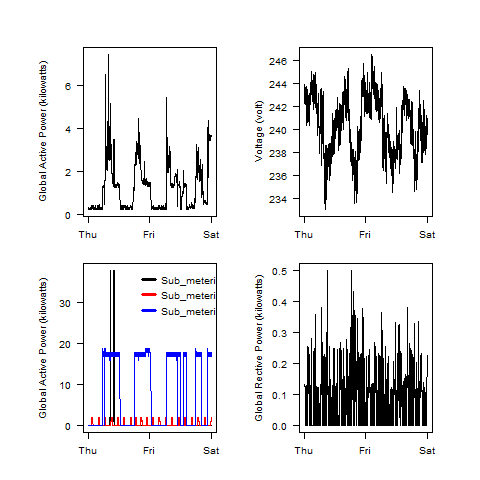 Global Active Power (kilowatts)
6
4
2
0
Thu
Fri
Sat
Voltage (volt)
246
244
242
240
238
236
234
Thu
Fri
Sat
Global Active Power (kilowatts)
30
20
10
0
Sub_meteri
Sub_meteri
Sub_meteri
Thu
Fri
Sat
Global Rective Power (kilowatts)
0.5
0.4
0.3
0.2
0.1
0.0
Thu
Fri
Sat